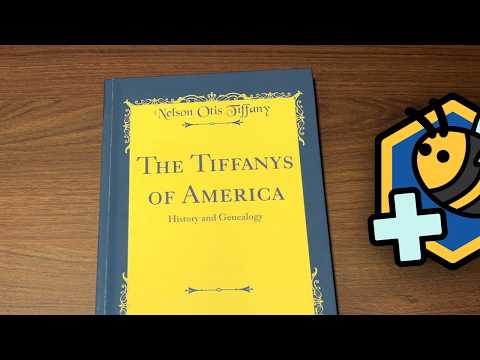 Nelson Otis Tiffany
THE TIFFANYS
OF AMERICA
History and Genealogy